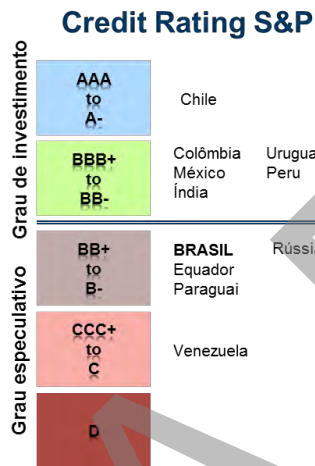 Credit Rating S&P
Grau de investimento
AAA
to
A-
Chile
BBB+
to
BB-
Colômbia Urugua
México Peru
Índia
Grau especulativo
BB+
to
B-
BRASIL Rússia
Equador
Paraguai
CCC+
to
C
Venezuela
D